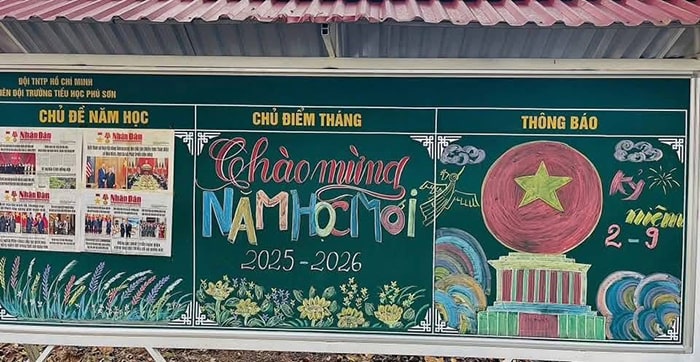 ĐỘI TNTP HỒ CHÍ MINH
LIÊN ĐỘI TRƯỜNG TIỂU HỌC PHÚ SƠN
CHỦ ĐỀ NĂM HỌC
CHỦ ĐIỂM THÁNG
THÔNG BÁO
Nhân Dân
Nhân Dân
Nhân Dân
Nhân Dân
Chào mừng
NĂM HỌC MỚI
2025-2026
Kỷ
niệm
2-9